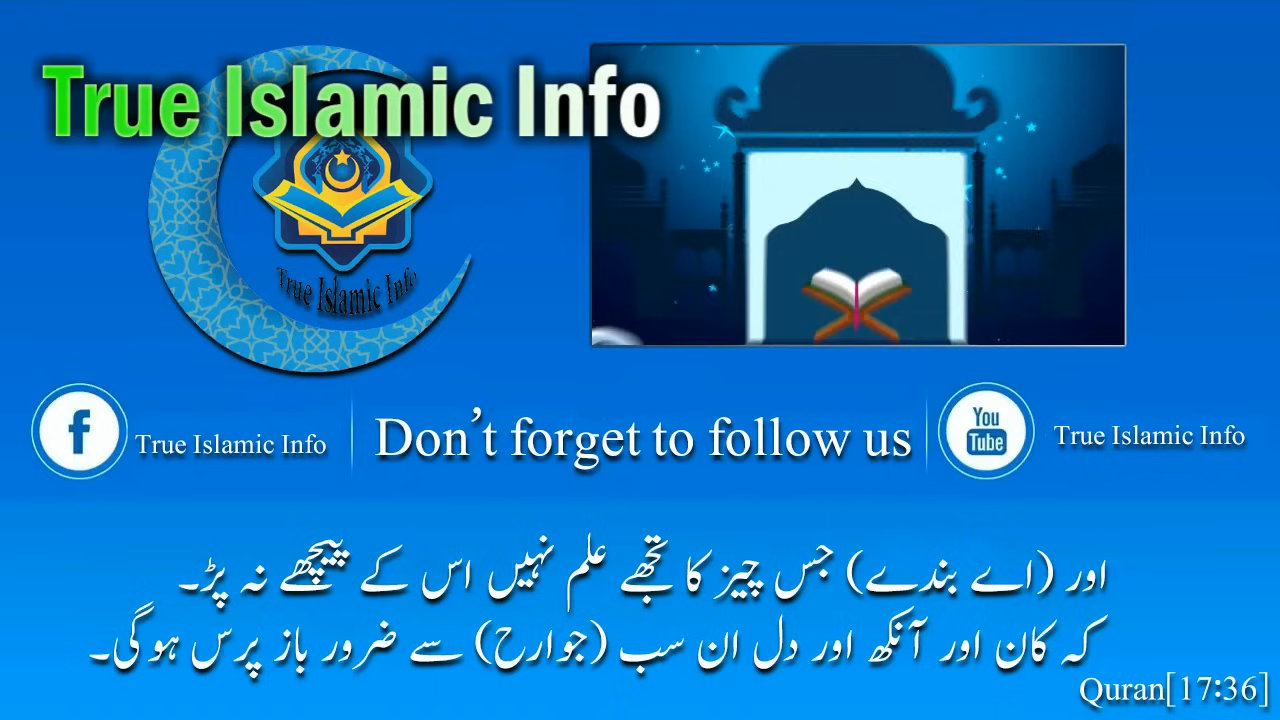 True Islamic Info
True Islamic Info
True Islamic Info
Don't forget to follow us
You
Tube
True Islamic Info
اور (اے بندے) جس چیز کا تجھے علم نہیں اس کے پیچھے نہ پڑ۔
کہ کان اور آنکھ اور دل ان سب (جوارح) سے ضرور باز پرس ہوگی۔
Quran[17:36]